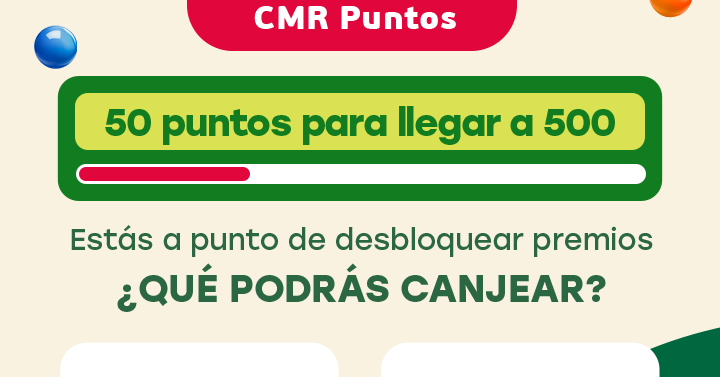 CMR Puntos
50 puntos para llegar a 500
Estás a punto de desbloquear premios
¿QUÉ PODRÁS CANJEAR?